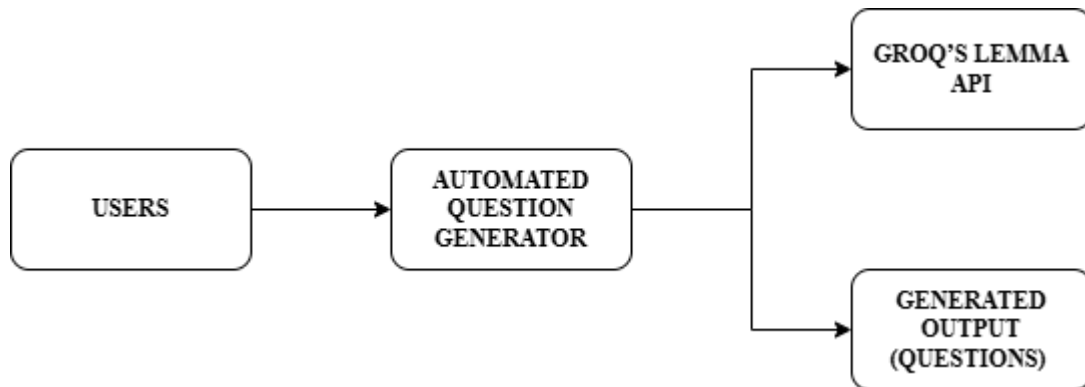 USERS
AUTOMATED
QUESTION
GENERATOR
GROQ'S LEMMA
API
GENERATED
OUTPUT
(QUESTIONS)